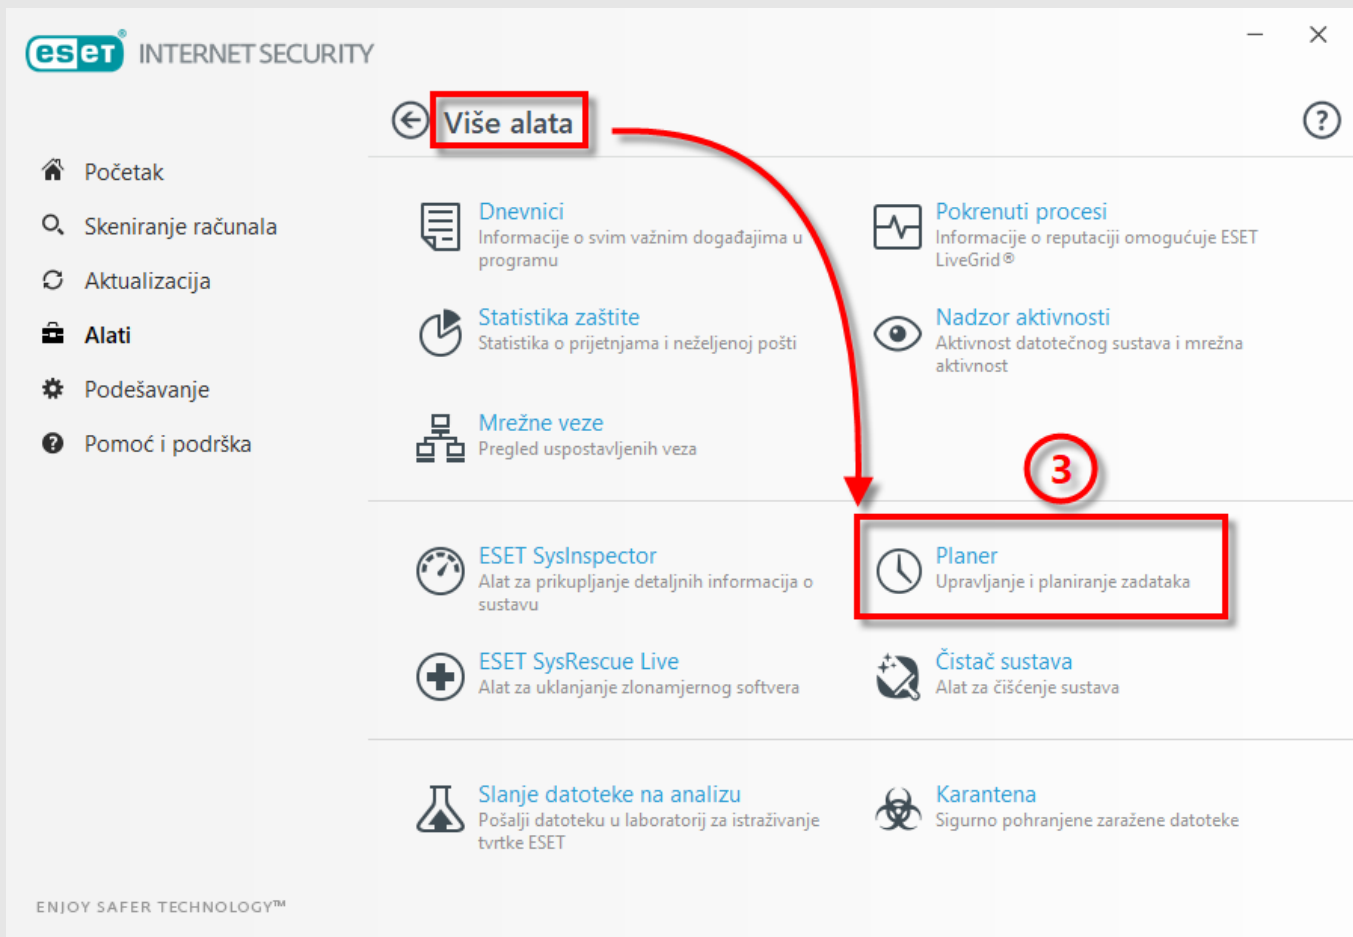 eset® INTERNET SECURITY
Više alata
?
Početak
Skeniranje računala
Aktualizacija
Alati
Podešavanje
Pomoć i podrška
Dnevnici
Informacije o svim važnim događajima u
programu
Pokrenuti procesi
Informacije o reputaciji omogućuje ESET
LiveGrid®
Statistika zaštite
Statistika o prijetnjama i neželjenoj pošti
Nadzor aktivnosti
Aktivnost datotečnog sustava i mrežna
aktivnost
Mrežne veze
Pregled uspostavljenih veza
3
ESET SysInspector
Alat za prikupljanje detaljnih informacija o
sustavu
Planer
Upravljanje i planiranje zadataka
ESET SysRescue Live
Alat za uklanjanje zlonamjernog softvera
Čistač sustava
Alat za čišćenje sustava
Slanje datoteke na analizu
Pošalji datoteku u laboratorij za istraživanje
tvrtke ESET
Karantena
Sigurno pohranjene zaražene datoteke
ENJOY SAFER TECHNOLOGY™